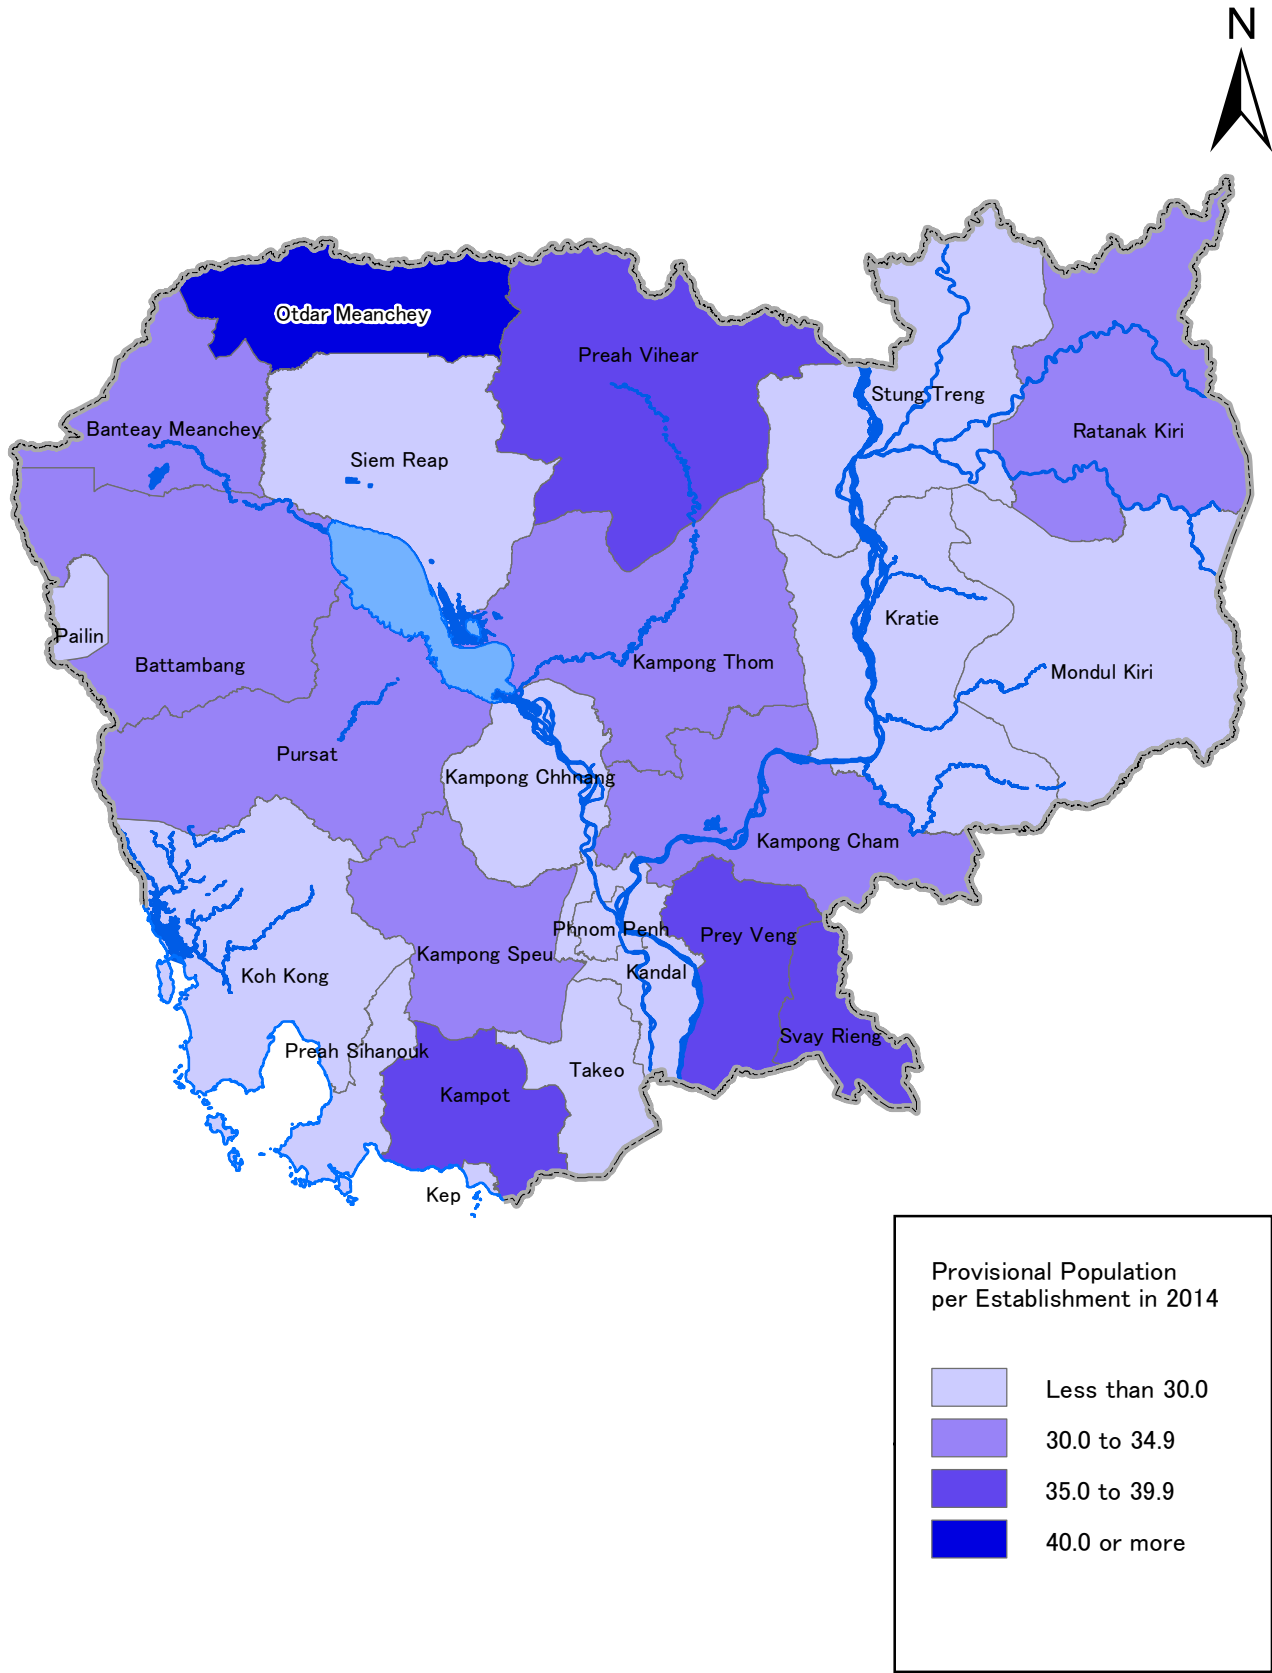 N
Otdar Meanchey
Preah Vihear
Stung Treng
Banteay Meanchey
Ratanak Kiri
Siem Reap
Kratie
Pailin
Battambang
Kampong Thom
Mondul Kiri
Pursat
Kampong Chhnang
Kampong Cham
Phnom Penh
Prey Veng
Kampong Speu
Kandal
Koh Kong
Svay Rieng
Preah Sihanouk
Takeo
Kampot
Kep
Provisional Population
per Establishment in 2014
Less than 30.0
30.0 to 34.9
35.0 to 39.9
40.0 or more